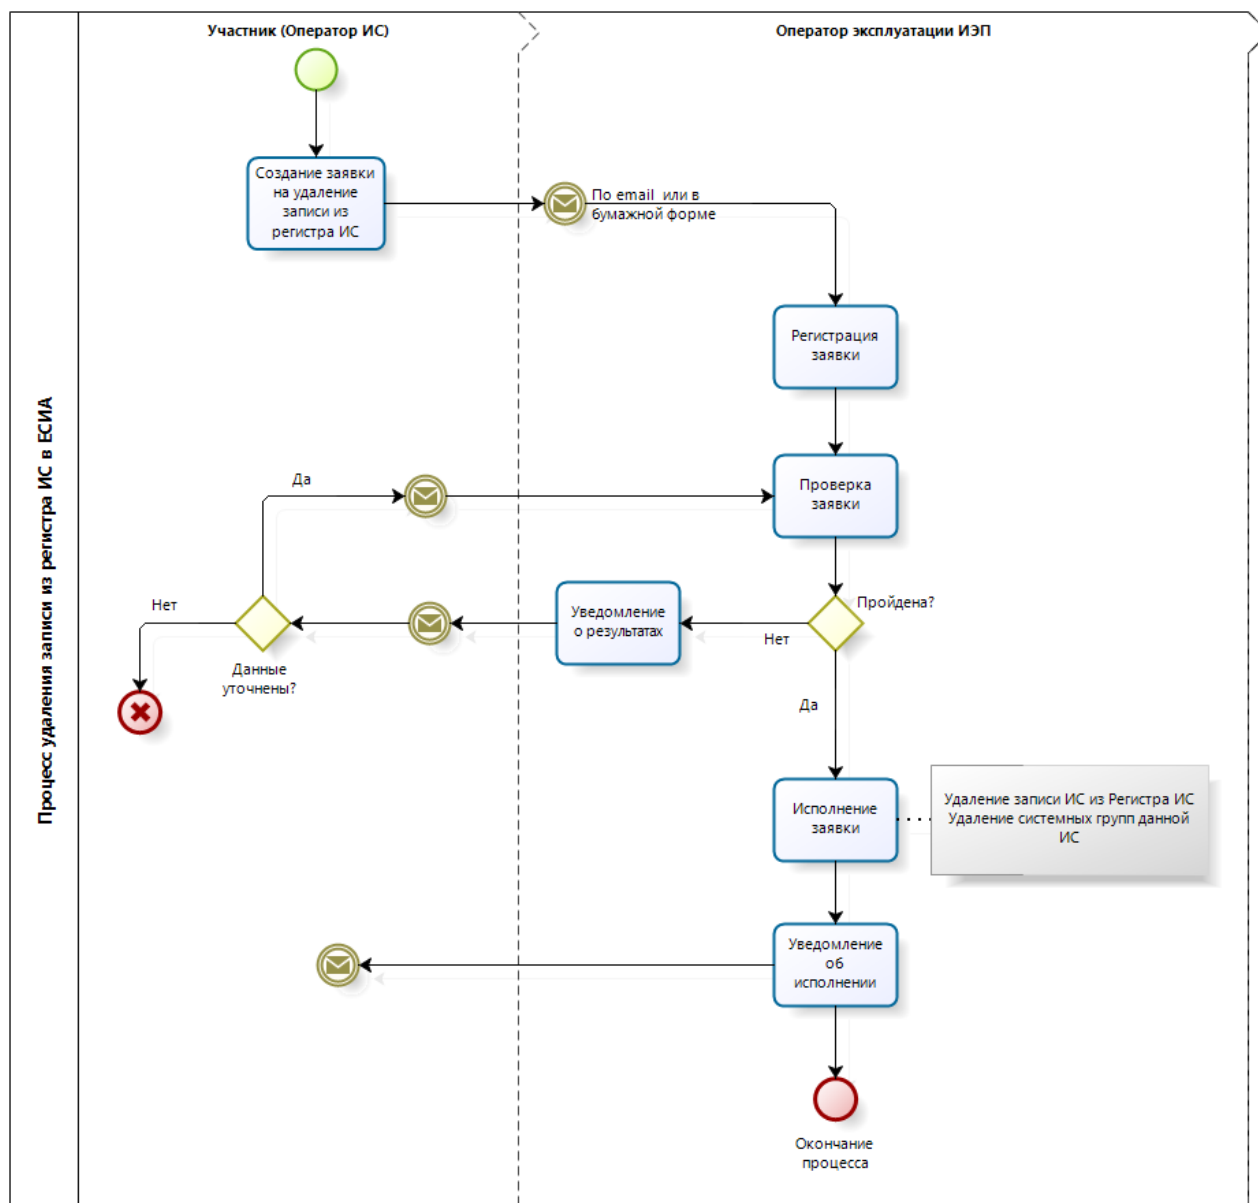 Процесс удаления записи из регистра ИС в ЕСИА
Участник (Оператор ИС)
Оператор эксплуатации ИЭП
Создание заявки
на удаление
записи из
регистра ИС
По email или в
бумажной форме
Регистрация
заявки
Да
Проверка
заявки
Нет
Данные
уточнены?
Уведомление
о результатах
Нет
Пройдена?
Да
Исполнение
заявки
Удаление записи ИС из Регистра ИС
Удаление системных групп данной
ИС
Уведомление
об
исполнении
Окончание
процесса